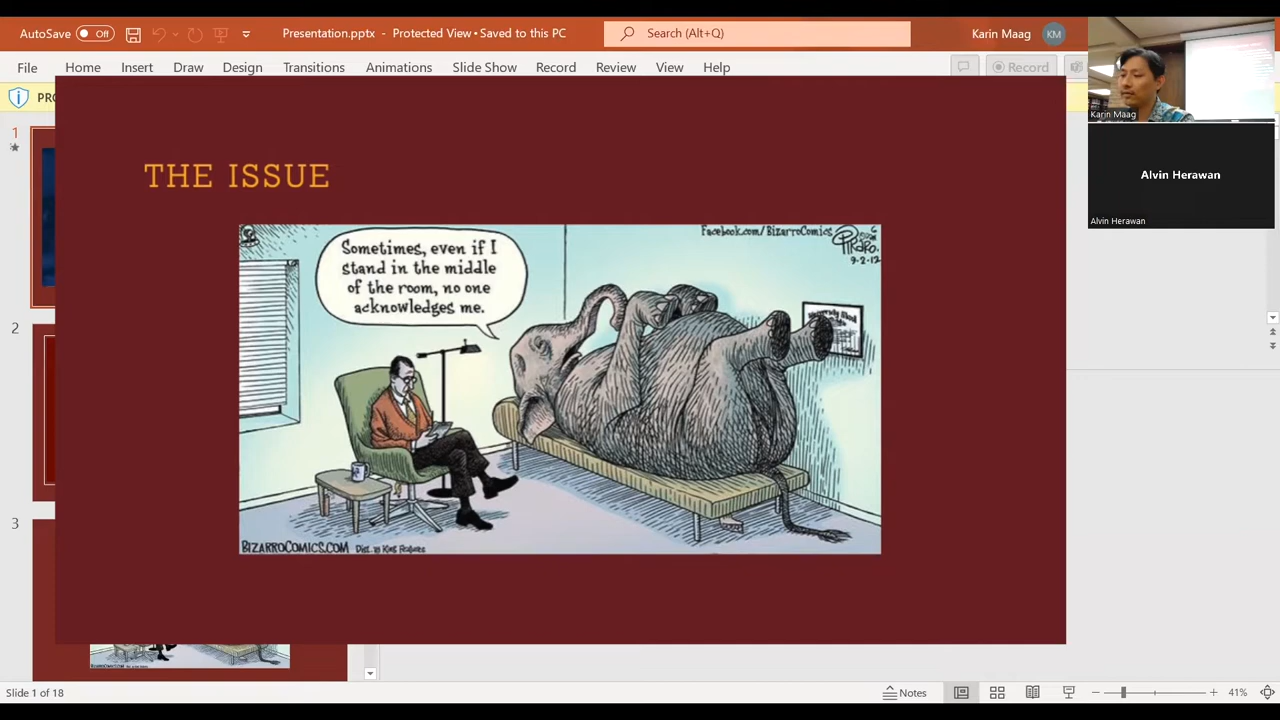 AutoSave Off
Presentation.pptx - Protected View • Saved to this PC
Search (Alt+Q)
Karin Maag KM
File Home Insert Draw Design Transitions Animations Slide Show Record Review View Help
Record
PRO
Karin Maag
Alvin Herawan
Alvin Herawan
1
2
3
THE ISSUE
Sometimes, even if I
stand in the middle
of the room, no one
acknowledges me.
Facebook.com/BizarroComics
PIRARO.
9-2-12
BIZARROCOMICS.COM Dist. by King Features
Slide 1 of 18
Notes
41%